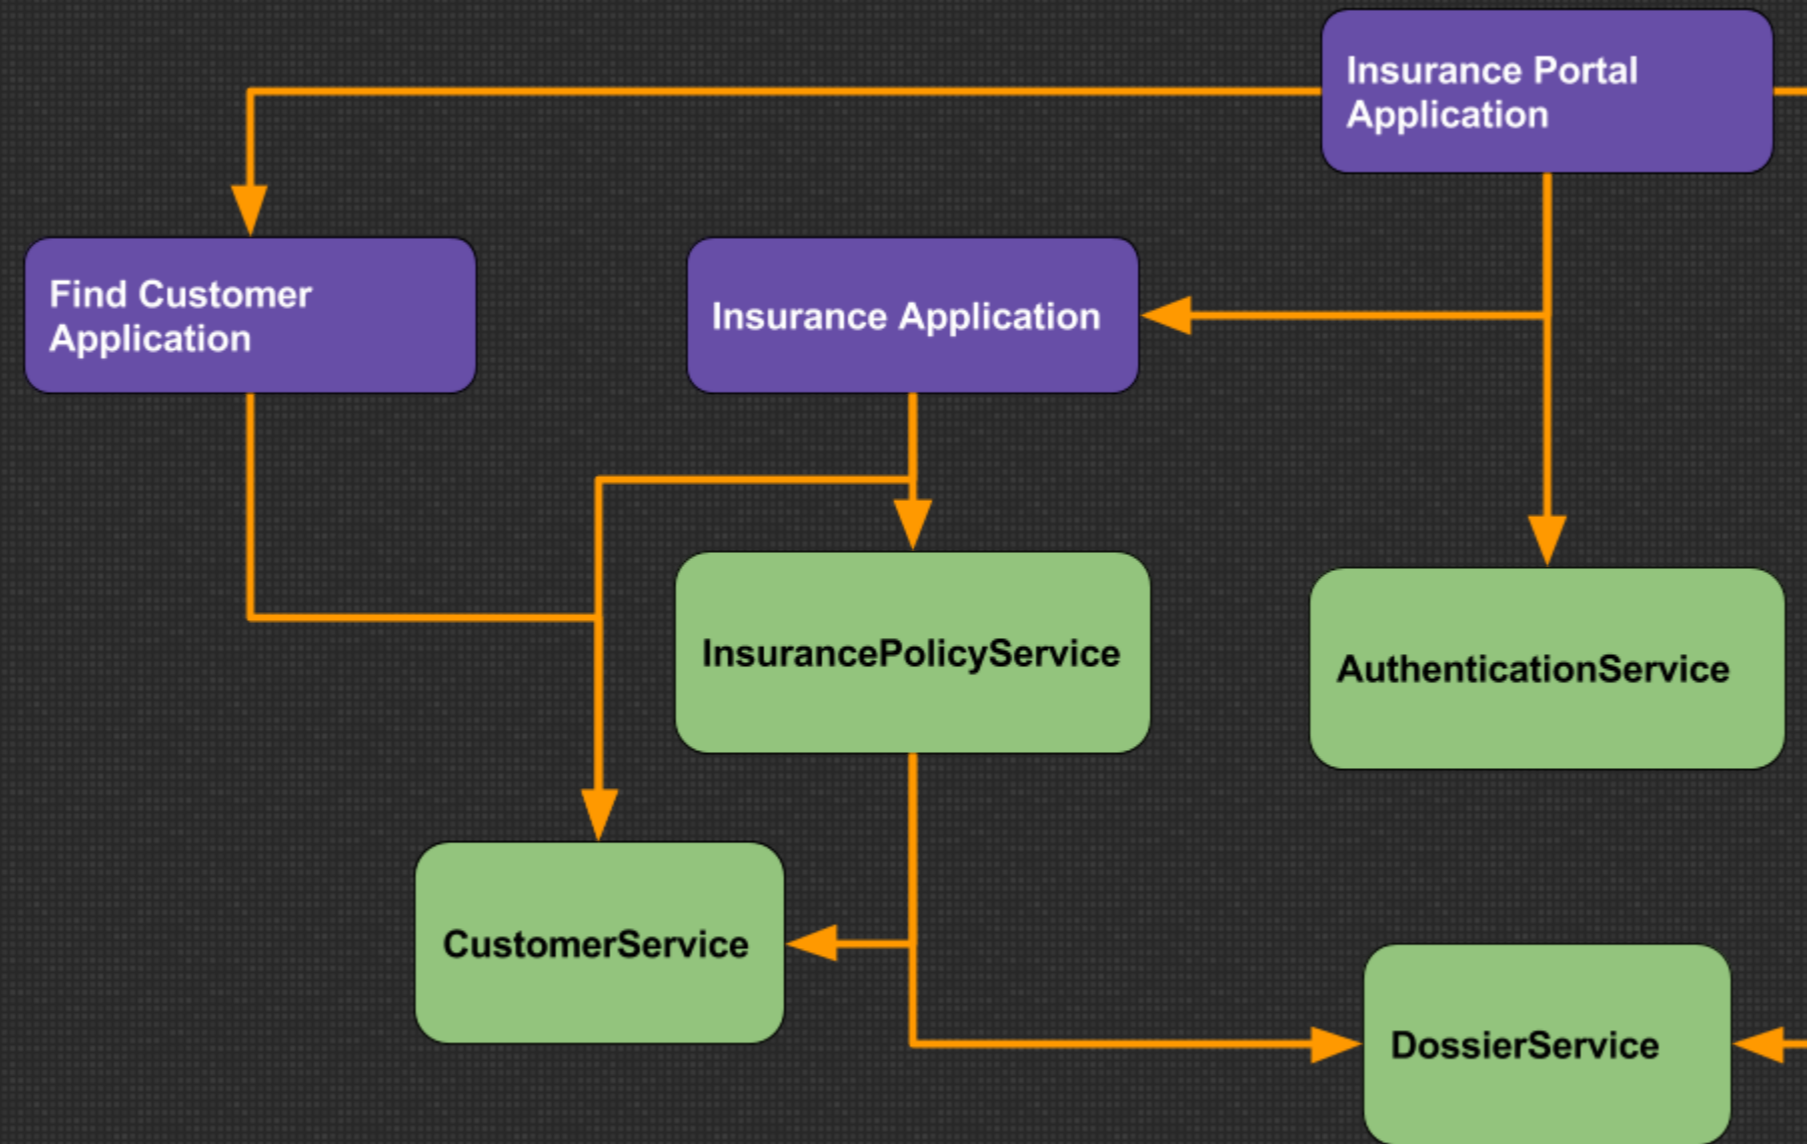 Insurance Portal
Application
Find Customer
Application
Insurance Application
InsurancePolicyService
AuthenticationService
CustomerService
DossierService